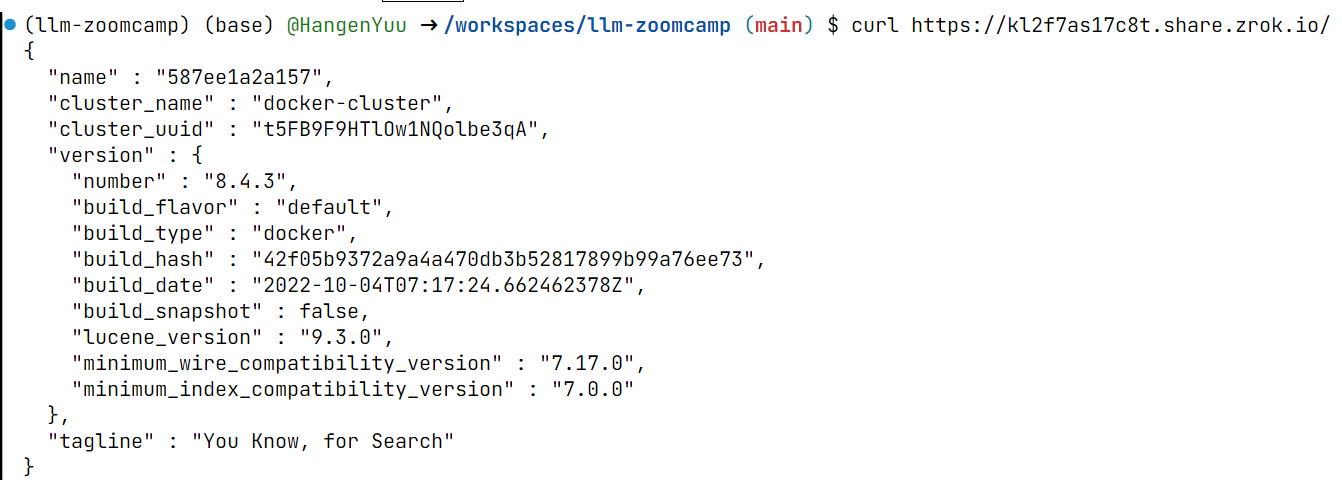 (llm-zoomcamp) (base) @HangenYuu → /workspaces/llm-zoomcamp (main) $ curl https://kl2f7as17c8t.share.zrok.io/
{
  "name" : "587ee1a2a157",
  "cluster_name" : "docker-cluster",
  "cluster_uuid" : "t5FB9F9HTlOw1NQolbe3qA",
  "version" : {
    "number" : "8.4.3",
    "build_flavor" : "default",
    "build_type" : "docker",
    "build_hash" : "42f05b9372a9a4a470db3b52817899b99a76ee73",
    "build_date" : "2022-10-04T07:17:24.662462378Z",
    "build_snapshot" : false,
    "lucene_version" : "9.3.0",
    "minimum_wire_compatibility_version" : "7.17.0",
    "minimum_index_compatibility_version" : "7.0.0"
  },
  "tagline" : "You Know, for Search"
}